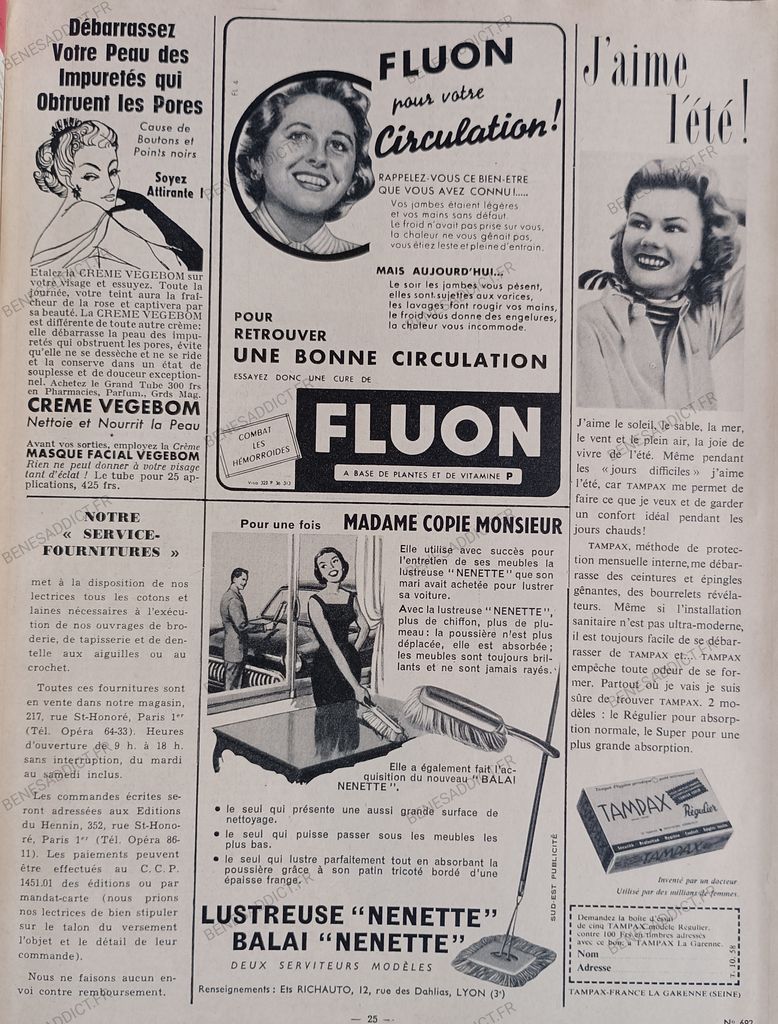 Débarrassez
Votre Peau des
Impuretés qui
Obtruent les Pores
Cause de
Boutons et
Points noirs
Soyez
Attirante !
Etalez la CREME VEGEBOM sur
votre visage et essuyez. Toute la
journée, votre teint aura la fraî-
cheur de la rose et captivera par
sa beauté. La CREME VEGEBOM
est différente de toute autre crème:
elle débarrasse la peau des impu-
retés qui obstruent les pores, évite
qu'elle ne se dessèche et ne se ride
et la conserve dans un état de
souplesse et de douceur exception-
nel. Achetez le Grand Tube 300 frs
en Pharmacies, Parfum., Grds Mag.
CREME VEGEBOM
Nettoie et Nourrit la Peau
Avant vos sorties, employez la Crème
MASQUE FACIAL VEGEBOM
Rien ne peut donner à votre visage
tant d'éclat ! Le tube pour 25 ap-
plications, 425 frs.
NOTRE
« SERVICE-
FOURNITURES »
met à la disposition de nos
lectrices tous les cotons et
laines nécessaires à l'exécu-
tion de nos ouvrages de bro-
derie, de tapisserie et de den-
telle aux aiguilles ou au
crochet.
Toutes ces fournitures sont
en vente dans notre magasin,
217, rue St-Honoré, Paris 1er
(Tél. Opéra 64-33). Heures
d'ouverture de 9 h. à 18 h.
sans interruption, du mardi
au samedi inclus.
Les commandes écrites se-
ront adressées aux Editions
du Hennin, 352, rue St-Hono-
ré, Paris 1er (Tél. Opéra 86-
11). Les paiements peuvent
être effectués au C.C.P.
1451.01 des éditions ou par
mandat-carte (nous prions
nos lectrices de bien stipuler
sur le talon du versement
l'objet et le détail de leur
commande).
Nous ne faisons aucun en-
voi contre remboursement.
FL 4
FLUON
pour votre
Circulation!
RAPPELEZ-VOUS CE BIEN-ETRE
QUE VOUS AVEZ CONNU.....
Vos jambes étaient légères
et vos mains sans défaut.
Le froid n'avait pas prise sur vous,
la chaleur ne vous gênait pas,
vous étiez leste et pleine d'entrain.
MAIS AUJOURD'HUI...
Le soir les jambes vous pèsent,
elles sont sujettes aux varices,
les lavages font rougir vos mains,
le froid vous donne des engelures,
la chaleur vous incommode.
POUR
RETROUVER
UNE BONNE CIRCULATION
ESSAYEZ DONC UNE CURE DE
COMBAT
LES
HÉMORROIDES
FLUON
A BASE DE PLANTES ET DE VITAMINE P
Visa 323 P 36 513
Pour une fois MADAME COPIE MONSIEUR
Elle utilise avec succès pour
l'entretien de ses meubles la
lustreuse "NENETTE" que son
mari avait achetée pour lustrer
sa voiture.
Avec la lustreuse "NENETTE",
plus de chiffon, plus de plu-
meau : la poussière n'est plus
déplacée, elle est absorbée ;
les meubles sont toujours bril-
lants et ne sont jamais rayés.
Elle a également fait l'ac-
quisition du nouveau "BALAI
NENETTE".
• le seul qui présente une aussi grande surface de
nettoyage.
• le seul qui puisse passer sous les meubles les
plus bas.
• le seul qui lustre parfaitement tout en absorbant la
poussière grâce à son patin tricoté bordé d'une
épaisse frange.
LUSTREUSE "NENETTE"
BALAI "NENETTE"
DEUX SERVITEURS MODÈLES
SUD-EST PUBLICITÉ
Renseignements : Ets RICHAUTO, 12, rue des Dahlias, LYON (3e)
J'aime
l'été !
J'aime le soleil, le sable, la mer,
le vent et le plein air, la joie de
vivre de l'été. Même pendant
les « jours difficiles » j'aime
l'été, car TAMPAX me permet de
faire ce que je veux et de garder
un confort idéal pendant les
jours chauds!
TAMPAX, méthode de protec-
tion mensuelle interne, me débar-
rasse des ceintures et épingles
gênantes, des bourrelets révéla-
teurs. Même si l'installation
sanitaire n'est pas ultra-moderne,
il est toujours facile de se débar-
rasser de TAMPAX et... TAMPAX
empêche toute odeur de se for-
mer. Partout où je vais je suis
sûre de trouver TAMPAX. 2 mo-
dèles : le Régulier pour absorp-
tion normale, le Super pour une
plus grande absorption.
TAMPAX
Régulier
TAMPAX
Inventé par un docteur
Utilisé par des millions de femmes.
Demandez la boîte d'essai
de cinq TAMPAX modèle Régulier,
contre 100 Frs en timbres adressés
avec ce bon, à TAMPAX La Garenne.
Nom
Adresse
T. 10. 58
TAMPAX-FRANCE LA GARENNE (SEINE)
— 25 —
N° 692
BENESADDICT.FR